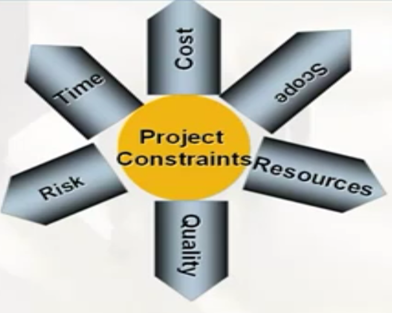 Cost
Scope
Time
Project
Constraints
Resources
Risk
Quality